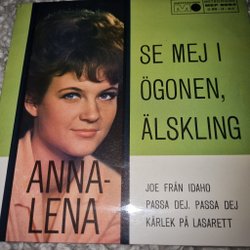 SE MEJ I
ÖGONEN,
ÄLSKLING
ANNA-
LENA
JOE FRÅN IDAHO
PASSA DEJ, PASSA DEJ
KÄRLEK PÅ LASARETT